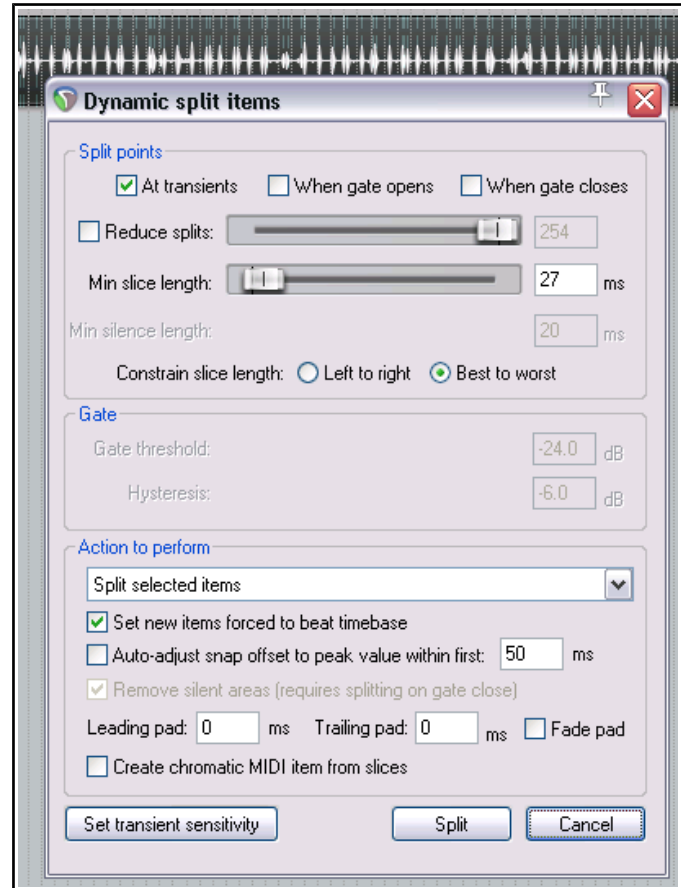 Dynamic split items
Split points
At transients When gate opens When gate closes
Reduce splits: 254
Min slice length: 27 ms
Min silence length: 20 ms
Constrain slice length: Left to right Best to worst
Gate
Gate threshold: -24.0 dB
Hysteresis: -6.0 dB
Action to perform
Split selected items
Set new items forced to beat timebase
Auto-adjust snap offset to peak value within first: 50 ms
Remove silent areas (requires splitting on gate close)
Leading pad: 0 ms Trailing pad: 0 ms Fade pad
Create chromatic MIDI item from slices
Set transient sensitivity Split Cancel